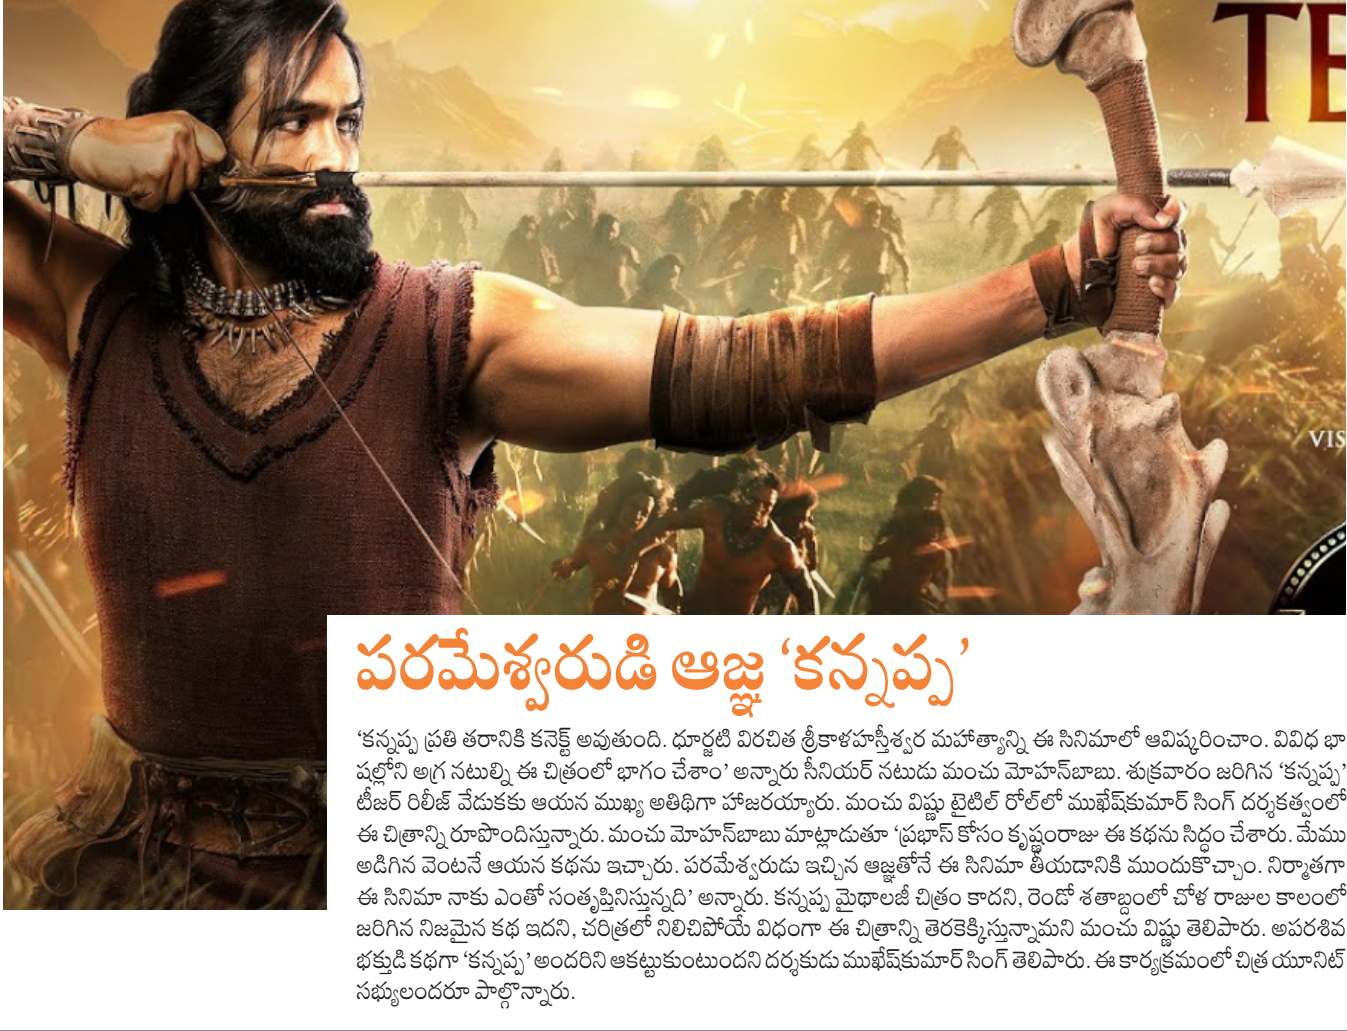 TE
VIS
పరమేశ్వరుడి ఆజ్ఞ ‘కన్నప్ప’
‘కన్నప్ప ప్రతి తరానికి కనెక్ట్ అవుతుంది. ధూర్జటి విరచిత శ్రీకాళహస్తీశ్వర మహాత్యాన్ని ఈ సినిమాలో ఆవిష్కరించాం. వివిధ భా
షల్లోని అగ్ర నటుల్ని ఈ చిత్రంలో భాగం చేశాం’ అన్నారు సీనియర్ నటుడు మంచు మోహన్‌బాబు. శుక్రవారం జరిగిన ‘కన్నప్ప’
టీజర్ రిలీజ్ వేడుకకు ఆయన ముఖ్య అతిథిగా హాజరయ్యారు. మంచు విష్ణు టైటిల్ రోల్‌లో ముఖేష్‌కుమార్ సింగ్ దర్శకత్వంలో
ఈ చిత్రాన్ని రూపొందిస్తున్నారు. మంచు మోహన్‌బాబు మాట్లాడుతూ ‘ప్రభాస్ కోసం కృష్ణంరాజు ఈ కథను సిద్ధం చేశారు. మేము
అడిగిన వెంటనే ఆయన కథను ఇచ్చారు. పరమేశ్వరుడు ఇచ్చిన ఆజ్ఞతోనే ఈ సినిమా తీయడానికి ముందుకొచ్చాం. నిర్మాతగా
ఈ సినిమా నాకు ఎంతో సంతృప్తినిస్తున్నది’ అన్నారు. కన్నప్ప మైథాలజీ చిత్రం కాదని, రెండో శతాబ్దంలో చోళ రాజుల కాలంలో
జరిగిన నిజమైన కథ ఇదని, చరిత్రలో నిలిచిపోయే విధంగా ఈ చిత్రాన్ని తెరకెక్కిస్తున్నామని మంచు విష్ణు తెలిపారు. అపరశివ
భక్తుడి కథగా ‘కన్నప్ప’ అందరిని ఆకట్టుకుంటుందని దర్శకుడు ముఖేష్‌కుమార్ సింగ్ తెలిపారు. ఈ కార్యక్రమంలో చిత్ర యూనిట్
సభ్యులందరూ పాల్గొన్నారు.